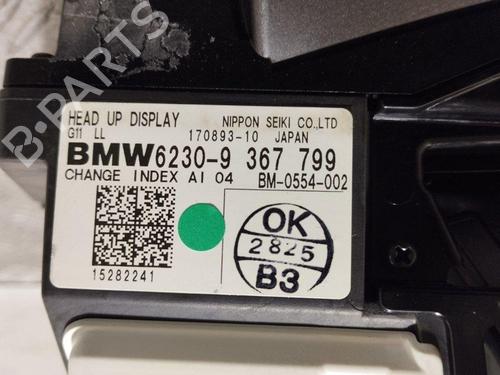 B-PARTS
HEAD UP DISPLAY NIPPON SEIKI CO.,LTD
G11 LL 170893-10 JAPAN
BMW6230-9 367 799
CHANGE INDEX AI 04 BM-0554-002
15282241
OK
2825
B3